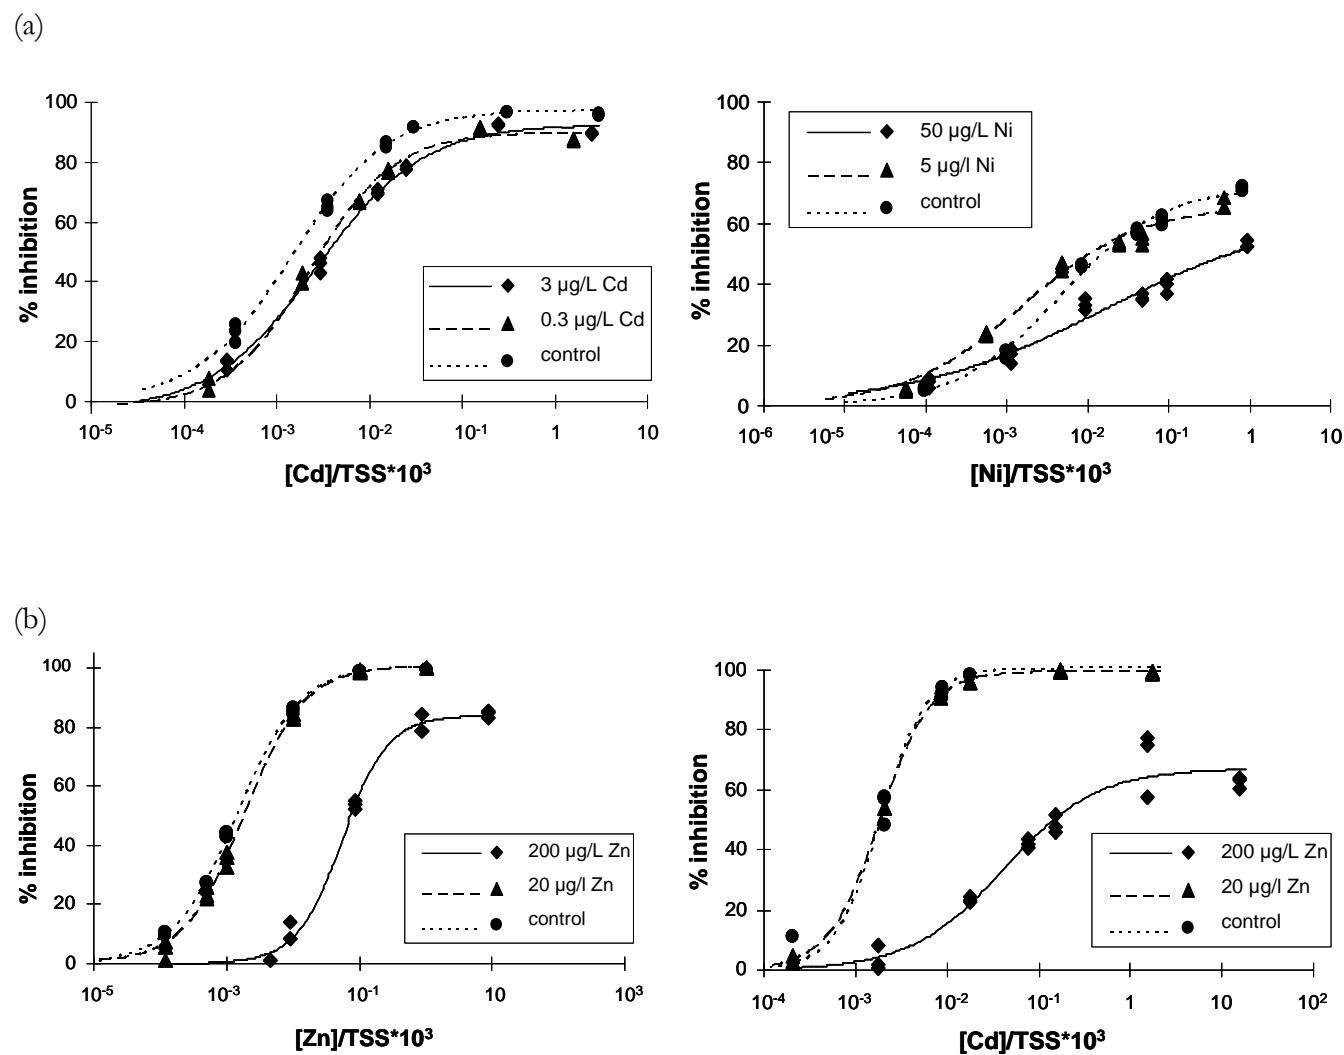 (a)
100
80
60
40
20
0
% inhibition
10-5
10-4
10-3
10-2
10-1
1
10
[Cd]/TSS*10³
3 µg/L Cd
0.3 µg/L Cd
control
100
80
60
40
20
0
% inhibition
10-6
10-5
10-4
10-3
10-2
10-1
1
10
[Ni]/TSS*10³
50 µg/L Ni
5 µg/l Ni
control
(b)
100
80
60
40
20
0
% inhibition
10-5
10-3
10-1
10
10³
[Zn]/TSS*10³
200 µg/L Zn
20 µg/l Zn
control
100
80
60
40
20
0
% inhibition
10-4
10-3
10-2
10-1
1
10
10²
[Cd]/TSS*10³
200 µg/L Zn
20 µg/l Zn
control